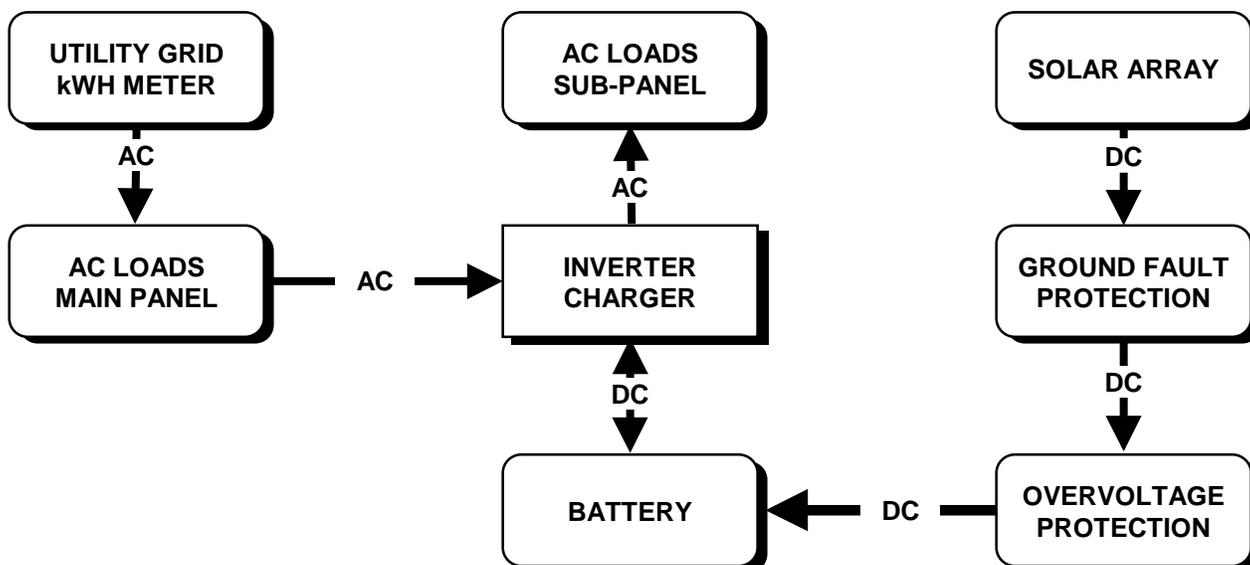 UTILITY GRID
kWH METER
AC LOADS
SUB-PANEL
SOLAR ARRAY
AC
AC
DC
AC LOADS
MAIN PANEL
AC
INVERTER
CHARGER
GROUND FAULT
PROTECTION
DC
DC
BATTERY
DC
OVERVOLTAGE
PROTECTION